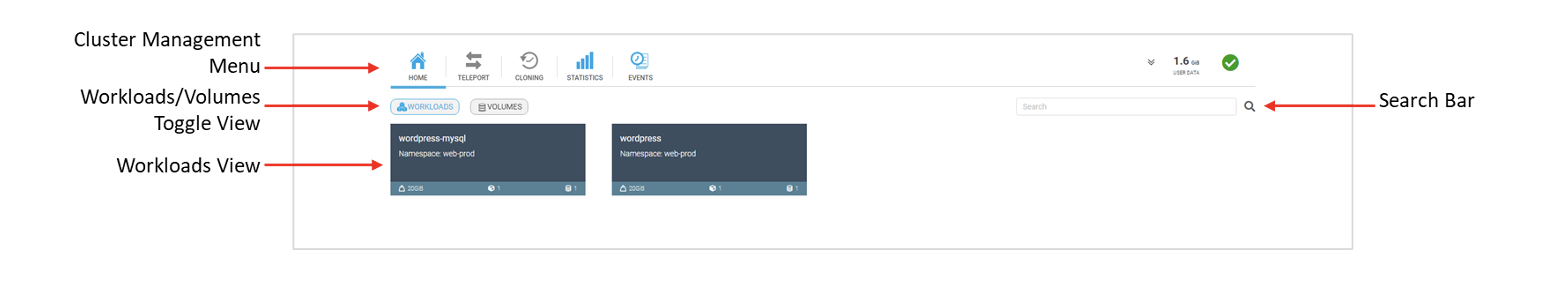 Cluster Management
Menu
HOME TELEPORT CLONING STATISTICS EVENTS
1.6 GiB
USER DATA
Workloads/Volumes
Toggle View
WORKLOADS VOLUMES
Search
Search Bar
Workloads View
wordpress-mysql
Namespace: web-prod
20GiB 1 1
wordpress
Namespace: web-prod
20GiB 1 1